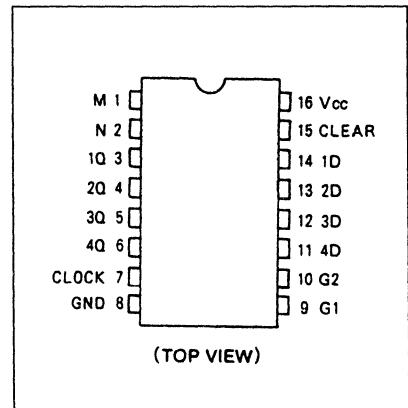 M 1
16 Vcc
N 2
15 CLEAR
1Q 3
14 1D
2Q 4
13 2D
3Q 5
12 3D
4Q 6
11 4D
CLOCK 7
10 G2
GND 8
9 G1
(TOP VIEW)